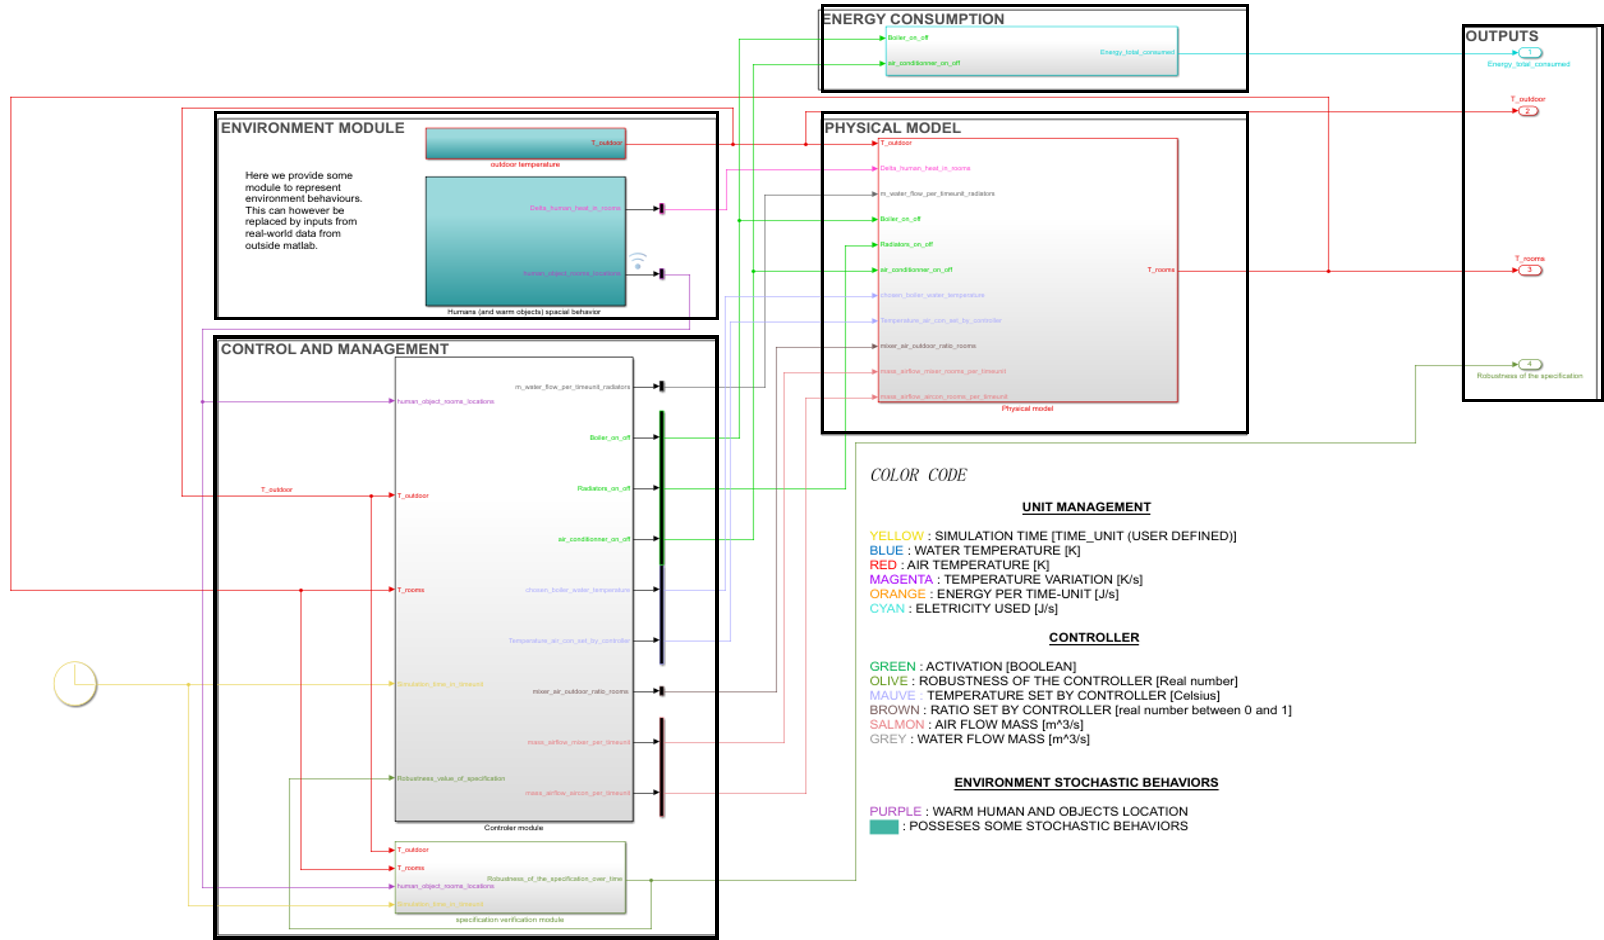 ENERGY CONSUMPTION
Boiler_on_off
air_conditionner_on_off
Energy_total_consumed
OUTPUTS
1
Energy_total_consumed
T_outdoor
2
T_rooms
3
4
Robustness of the specification
ENVIRONMENT MODULE
T_outdoor
outdoor temperature
Here we provide some
module to represent
environment behaviours.
This can however be
replaced by inputs from
real-world data from
outside matlab.
Delta_human_heat_in_rooms
human_object_rooms_locations
Humans (and warm objects) spacial behavior
PHYSICAL MODEL
T_outdoor
Delta_human_heat_in_rooms
m_water_flow_per_timeunit_radiators
Boiler_on_off
Radiators_on_off
air_conditionner_on_off
chosen_boiler_water_temperature
Temperature_air_con_set_by_controller
mixer_air_outdoor_ratio_rooms
mass_airflow_mixer_rooms_per_timeunit
mass_airflow_aircon_rooms_per_timeunit
T_rooms
Physical model
CONTROL AND MANAGEMENT
human_object_rooms_locations
T_outdoor
T_outdoor
T_rooms
Simulation_time_in_timeunit
Robustness_value_of_specification
m_water_flow_per_timeunit_radiators
Boiler_on_off
Radiators_on_off
air_conditionner_on_off
chosen_boiler_water_temperature
Temperature_air_con_set_by_controller
mixer_air_outdoor_ratio_rooms
mass_airflow_mixer_per_timeunit
mass_airflow_aircon_per_timeunit
Controler module
T_outdoor
T_rooms
human_object_rooms_locations
Simulation_time_in_timeunit
Robustness_of_the_specification_over_time
specification verification module
COLOR CODE
UNIT MANAGEMENT
YELLOW : SIMULATION TIME [TIME_UNIT (USER DEFINED)]
BLUE : WATER TEMPERATURE [K]
RED : AIR TEMPERATURE [K]
MAGENTA : TEMPERATURE VARIATION [K/s]
ORANGE : ENERGY PER TIME-UNIT [J/s]
CYAN : ELETRICITY USED [J/s]
CONTROLLER
GREEN : ACTIVATION [BOOLEAN]
OLIVE : ROBUSTNESS OF THE CONTROLLER [Real number]
MAUVE : TEMPERATURE SET BY CONTROLLER [Celsius]
BROWN : RATIO SET BY CONTROLLER [real number between 0 and 1]
SALMON : AIR FLOW MASS [m^3/s]
GREY : WATER FLOW MASS [m^3/s]
ENVIRONMENT STOCHASTIC BEHAVIORS
PURPLE : WARM HUMAN AND OBJECTS LOCATION
: POSSESES SOME STOCHASTIC BEHAVIORS